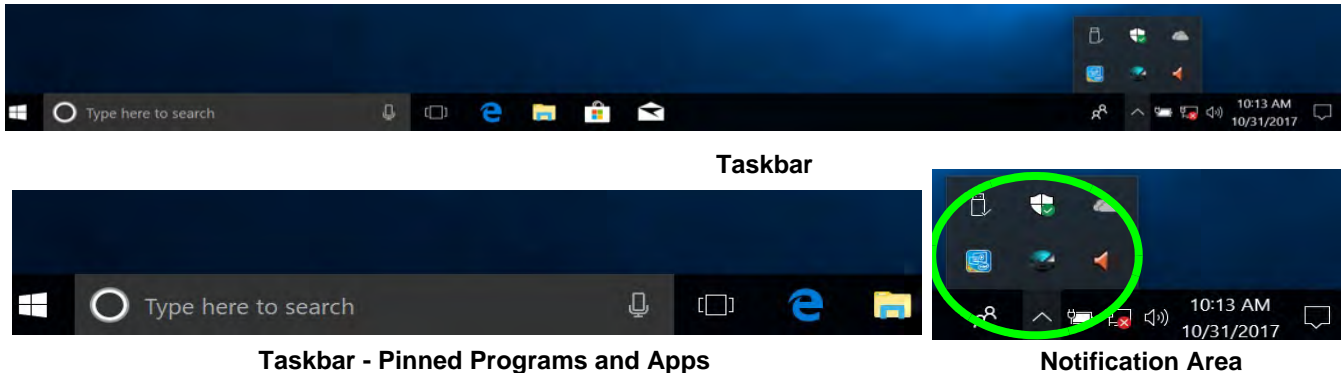 Type here to search
10:13 AM
10/31/2017
Taskbar
Type here to search
10:13 AM
10/31/2017
Taskbar - Pinned Programs and Apps
Notification Area